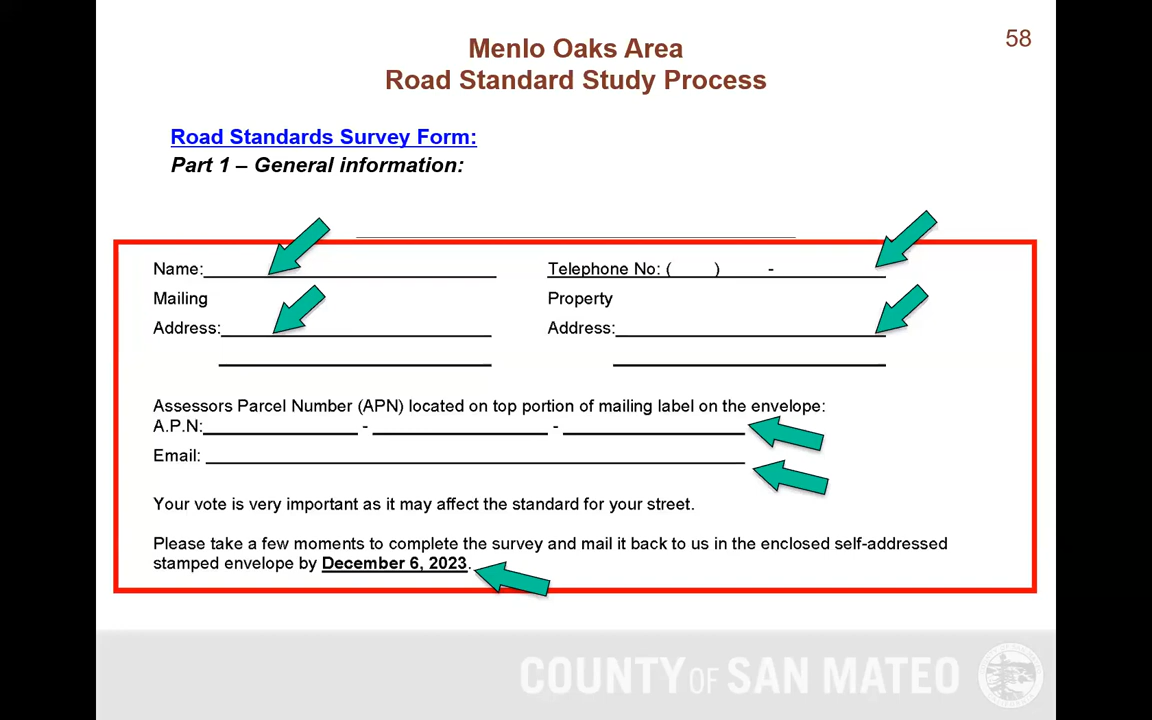 58
Menlo Oaks Area
Road Standard Study Process
Road Standards Survey Form:
Part 1 – General information:
Name: Telephone No: ( ) -
Mailing Property
Address: Address:
Assessors Parcel Number (APN) located on top portion of mailing label on the envelope:
A.P.N: - -
Email:
Your vote is very important as it may affect the standard for your street.
Please take a few moments to complete the survey and mail it back to us in the enclosed self-addressed
stamped envelope by December 6, 2023.
COUNTY OF SAN MATEO